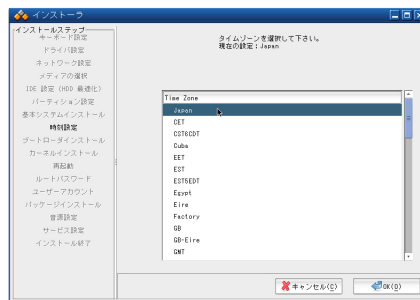 インストーラ
インストールステップ
キーボード設定
ドライバ設定
ネットワーク設定
メディアの選択
IDE 設定 (HDD 最速化)
パーティション設定
基本システムインストール
時刻設定
ブートローダインストール
カーネルインストール
再起動
ルートパスワード
ユーザーアカウント
パッケージインストール
音源設定
サービス設定
インストール終了
タイムゾーンを選択して下さい。
現在の設定:Japan
Time Zone
Japan
CET
CST6CDT
Cuba
EET
EST
EST5EDT
Egypt
Eire
Factory
GB
GB-Eire
GMT
キャンセル(C)
OK(O)